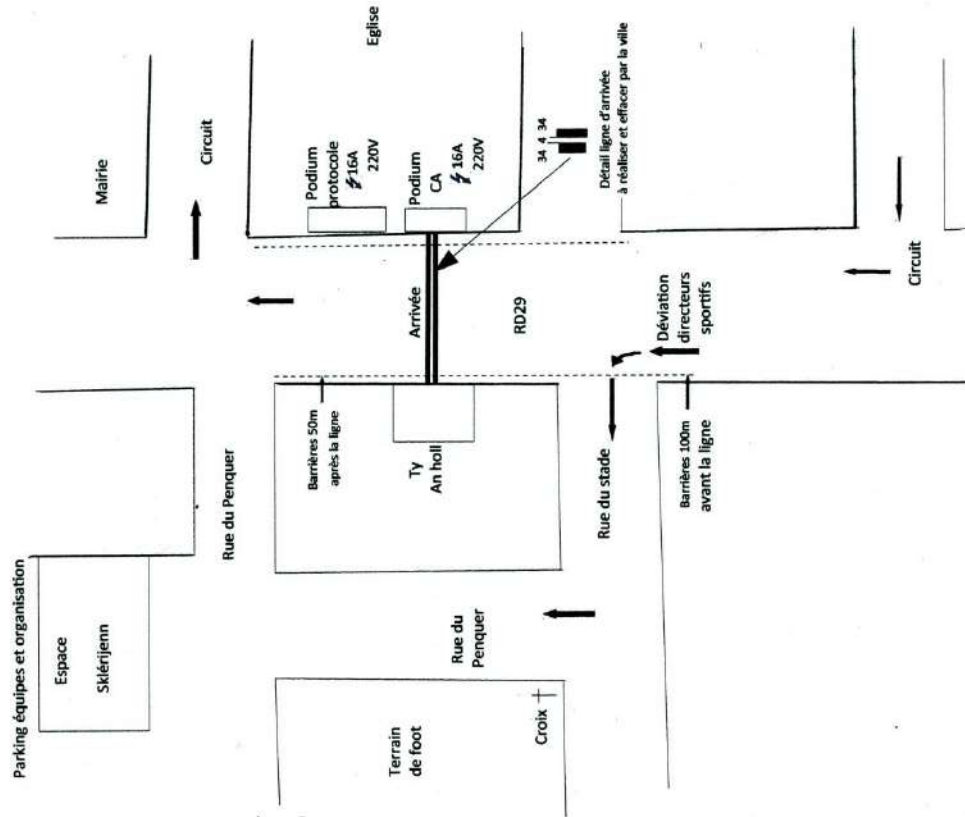 Parking équipes et organisation
Espace
Sklérijenn
Rue du Penquer
Mairie
Circuit
Eglise
Podium
protocole
16A
220V
Podium
CA
16A
220V
34 4 34
Détail ligne d'arrivée
à réaliser et effacer par la ville
Arrivée
RD29
Barrières 50m
après la ligne
Ty
An holl
Terrain
de foot
Croix
Rue du
Penquer
Rue du stade
Déviation
directeurs
sportifs
Barrières 100m
avant la ligne
Circuit